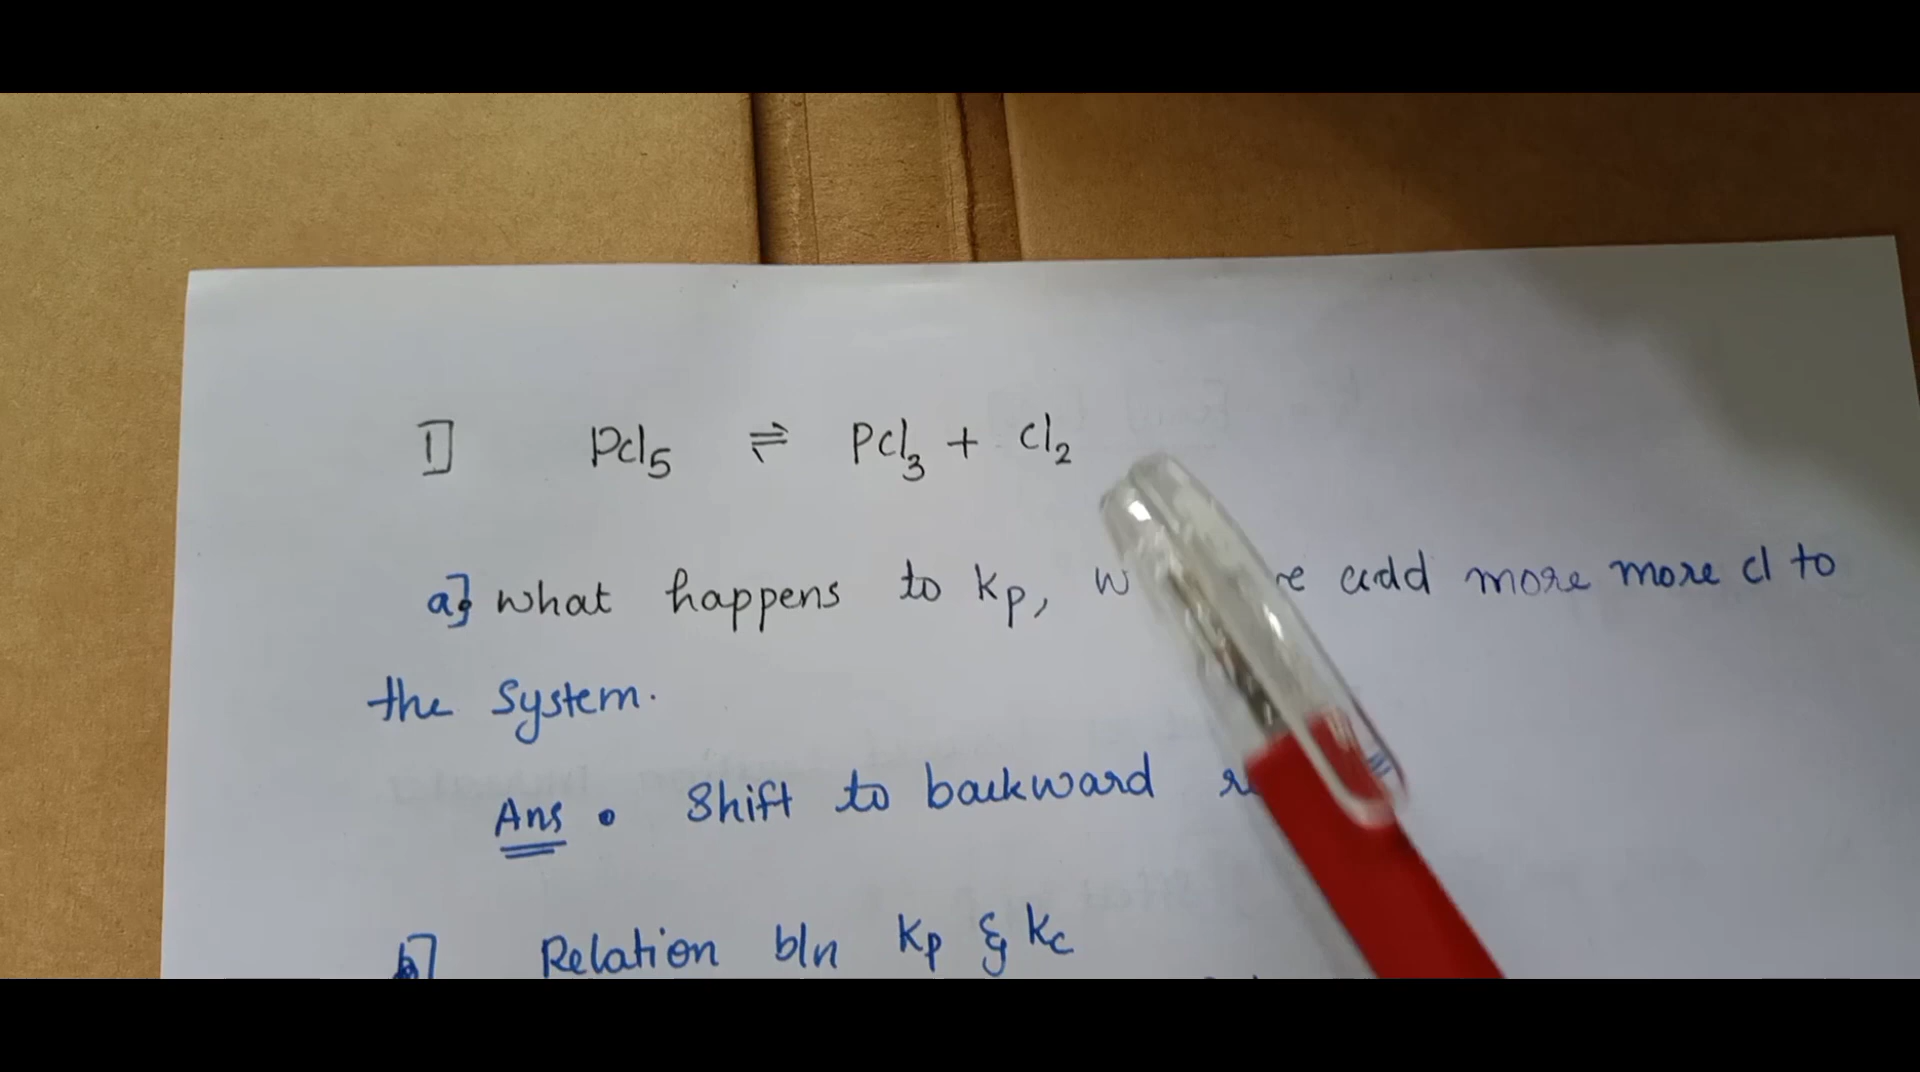 1] Pcl5 ⇌ Pcl3 + cl2
a] what happens to Kp, add more more cl to
the System.
Ans • Shift to backward
b] Relation b/n Kp & Kc